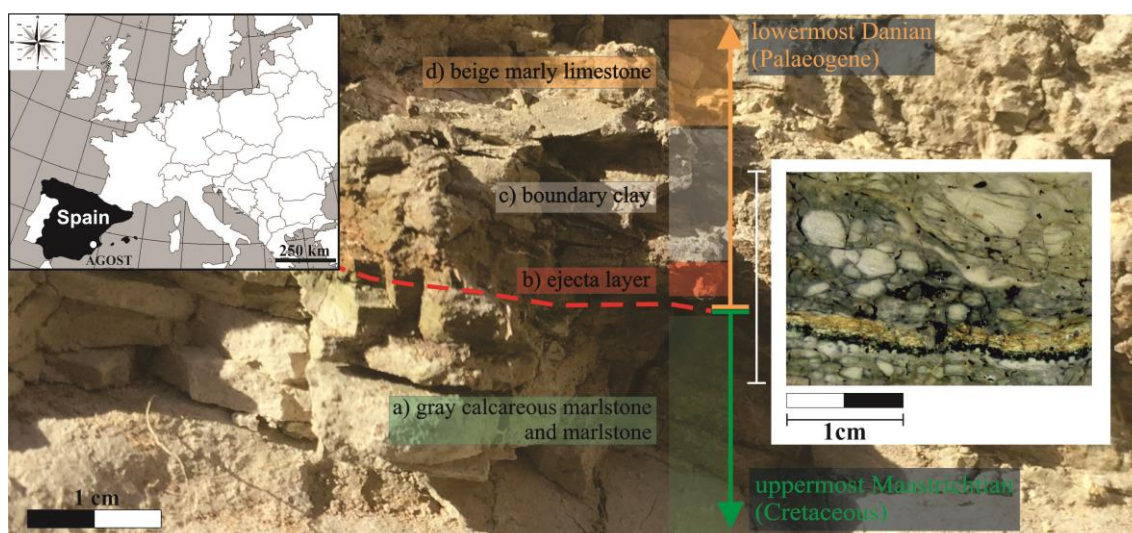 lowermost Danian
(Palaeogene)
d) beige marly limestone
c) boundary clay
Spain
AGOST
250 km
b) ejecta layer
a) gray calcareous marlstone
and marlstone
1cm
1 cm
uppermost Maustrichtian
(Cretaceous)